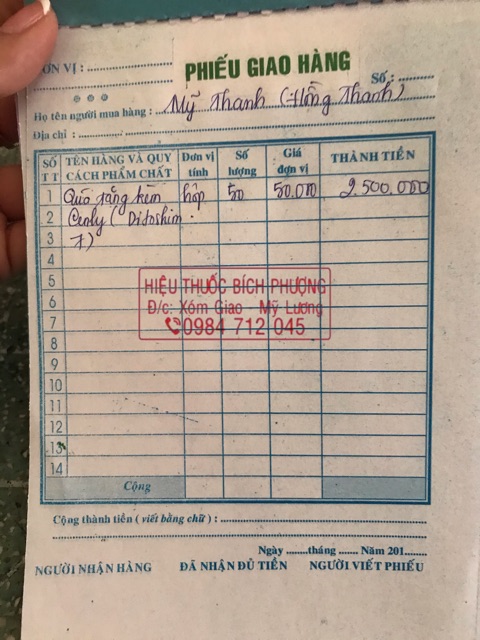 ĐƠN VỊ :
PHIẾU GIAO HÀNG
Số :
Họ tên người mua hàng : Mỹ Thanh (Hồng Thanh)
Địa chỉ :
SỐ TT TÊN HÀNG VÀ QUY CÁCH PHẨM CHẤT Đơn vị tính Số lượng Giá đơn vị THÀNH TIỀN
1 tặng kèm hộp 50 50.000 2.500.000
2
3 7)
4
5
6
7
8
9
10
11
12
13
14
HIỆU THUỐC BÍCH PHƯỢNG
Đ/c: Xóm Giao - Mỹ Lương
0984 712 045
Cộng
Cộng thành tiền ( viết bằng chữ ) :
Ngày ......tháng ...... Năm 201......
NGƯỜI NHẬN HÀNG ĐÃ NHẬN ĐỦ TIỀN NGƯỜI VIẾT PHIẾU